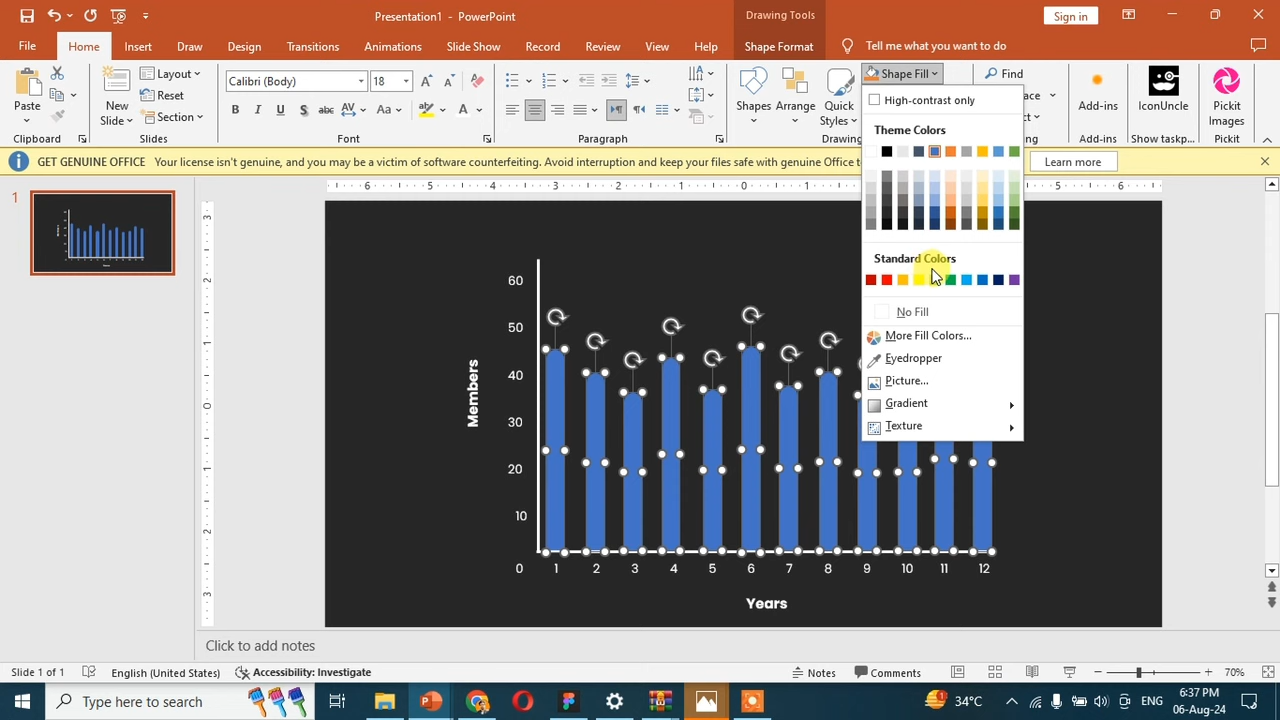 Presentation1 - PowerPoint
Drawing Tools
Sign in
File
Home
Insert
Draw
Design
Transitions
Animations
Slide Show
Record
Review
View
Help
Shape Format
Tell me what you want to do
Paste
New
Slide
Layout
Reset
Section
Calibri (Body)
18
B I U S abc AV Aa
A
Shapes
Arrange
Quick
Styles
Shape Fill
Find
Add-ins
IconUncle
Pickit
Images
Clipboard
Slides
Font
Paragraph
Drawing
Add-ins
Show taskp...
Pickit
GET GENUINE OFFICE Your license isn't genuine, and you may be a victim of software counterfeiting. Avoid interruption and keep your files safe with genuine Office
Learn more
High-contrast only
Theme Colors
Standard Colors
No Fill
More Fill Colors...
Eyedropper
Picture...
Gradient
Texture
1
60
50
40
30
20
10
Members
0 1 2 3 4 5 6 7 8 9 10 11 12
Years
Click to add notes
Slide 1 of 1
English (United States)
Accessibility: Investigate
Notes
Comments
70%
Type here to search
34°C
ENG
6:37 PM
06-Aug-24